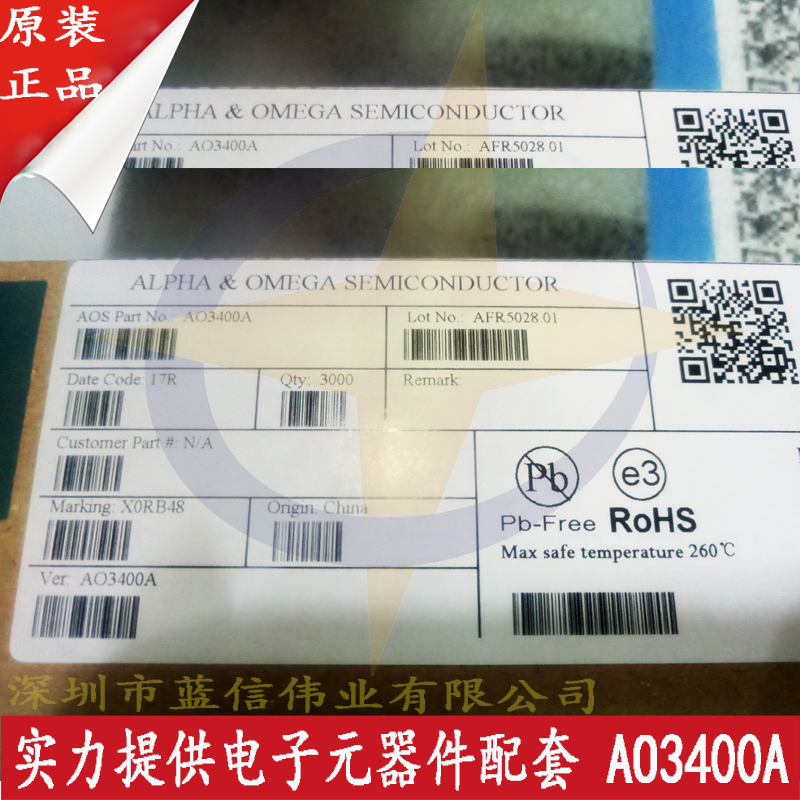 原装
正品
ALPHA & OMEGA SEMICONDUCTOR
art No.: AO3400A
Lot No.: AFR5028.01
ALPHA & OMEGA SEMICONDUCTOR
AOS Part No.: AO3400A
Lot No.: AFR5028.01
Date Code: 17R
Qty: 3000
Remark:
Customer Part #: N/A
Pb
e3
Marking: X0RB48
Origin: China
Pb-Free RoHS
Max safe temperature 260℃
Ver: AO3400A
深圳市蓝信伟业有限公司
实力提供电子元器件配套 AO3400A